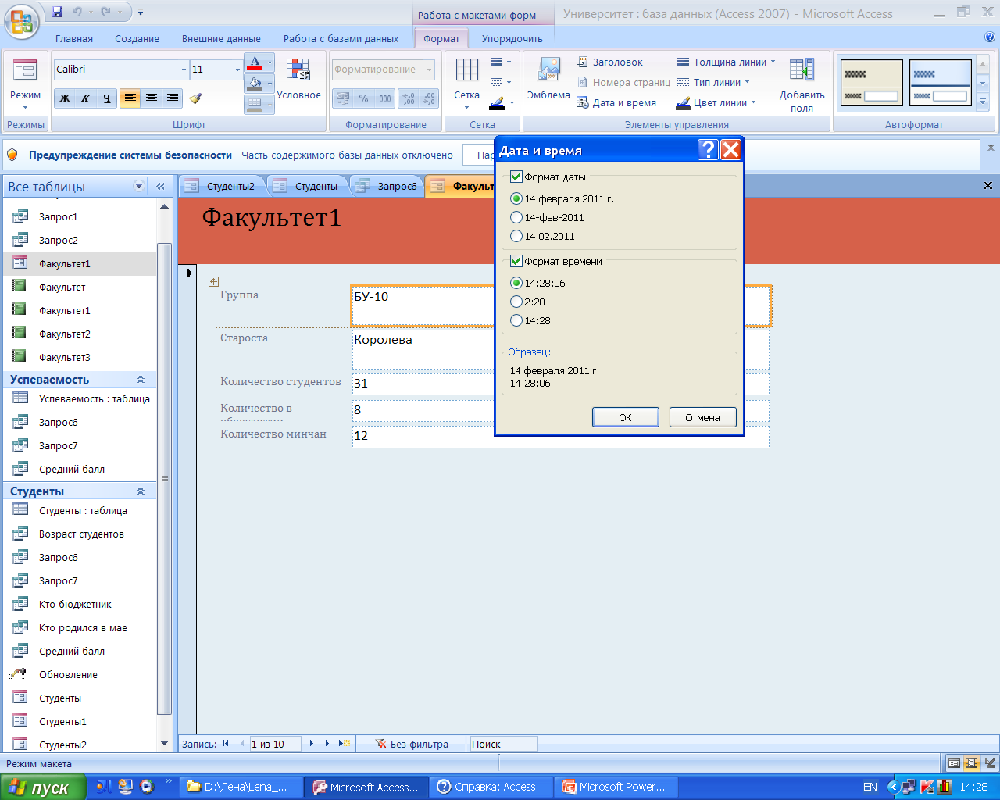 Работа с макетами форм
Университет : база данных (Access 2007) - Microsoft Access
Главная
Создание
Внешние данные
Работа с базами данных
Формат
Упорядочить
Режим
Режимы
Calibri
11
Ж К Ч
Условное
Шрифт
Форматирование
% 000
Форматирование
Сетка
Сетка
Эмблема
Заголовок
Номера страниц
Дата и время
Толщина линии
Тип линии
Цвет линии
Добавить
поля
Элементы управления
Автоформат
Предупреждение системы безопасности
Часть содержимого базы данных отключено
Все таблицы
Запрос1
Запрос2
Факультет1
Факультет
Факультет1
Факультет2
Факультет3
Успеваемость
Успеваемость : таблица
Запрос6
Запрос7
Средний балл
Студенты
Студенты : таблица
Возраст студентов
Запрос6
Запрос7
Кто бюджетник
Кто родился в мае
Средний балл
Обновление
Студенты
Студенты1
Студенты2
Студенты2
Студенты
Запрос6
Факульт
Факультет1
Группа
БУ-10
Староста
Королева
Количество студентов
31
Количество в
8
Количество минчан
12
Дата и время
Формат даты
14 февраля 2011 г.
14-фев-2011
14.02.2011
Формат времени
14:28:06
2:28
14:28
Образец:
14 февраля 2011 г.
14:28:06
ОК
Отмена
Запись:
1 из 10
Без фильтра
Поиск
Режим макета
пуск
D:\Лена\Lena_...
Microsoft Access...
Справка: Access
Microsoft Power...
EN
14:28